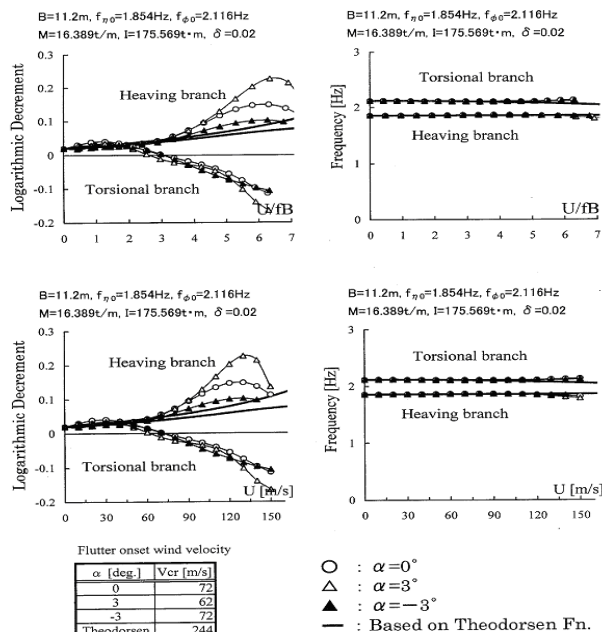 B=11.2m, fη0=1.854Hz, fφ0=2.116Hz
M=16.389t/m, I=175.569t・m, δ=0.02
0.3
0.2
0.1
0
-0.1
-0.2
Logarithmic Decrement
Heaving branch
Torsional branch
U/fB
0 1 2 3 4 5 6 7
B=11.2m, fη0=1.854Hz, fφ0=2.116Hz
M=16.389t/m, I=175.569t・m, δ=0.02
3
2
1
0
Frequency [Hz]
Torsional branch
Heaving branch
U/fB
0 1 2 3 4 5 6 7
B=11.2m, fη0=1.854Hz, fφ0=2.116Hz
M=16.389t/m, I=175.569t・m, δ=0.02
0.3
0.2
0.1
0
-0.1
-0.2
Logarithmic Decrement
Heaving branch
Torsional branch
U [m/s]
0 30 60 90 120 150
B=11.2m, fη0=1.854Hz, fφ0=2.116Hz
M=16.389t/m, I=175.569t・m, δ=0.02
3
2
1
0
Frequency [Hz]
Torsional branch
Heaving branch
U [m/s]
0 30 60 90 120 150
Flutter onset wind velocity
α [deg.] Vcr [m/s]
0 72
3 62
-3 72
Theodorsen 244
○ : α=0°
△ : α=3°
▲ : α=−3°
— : Based on Theodorsen Fn.